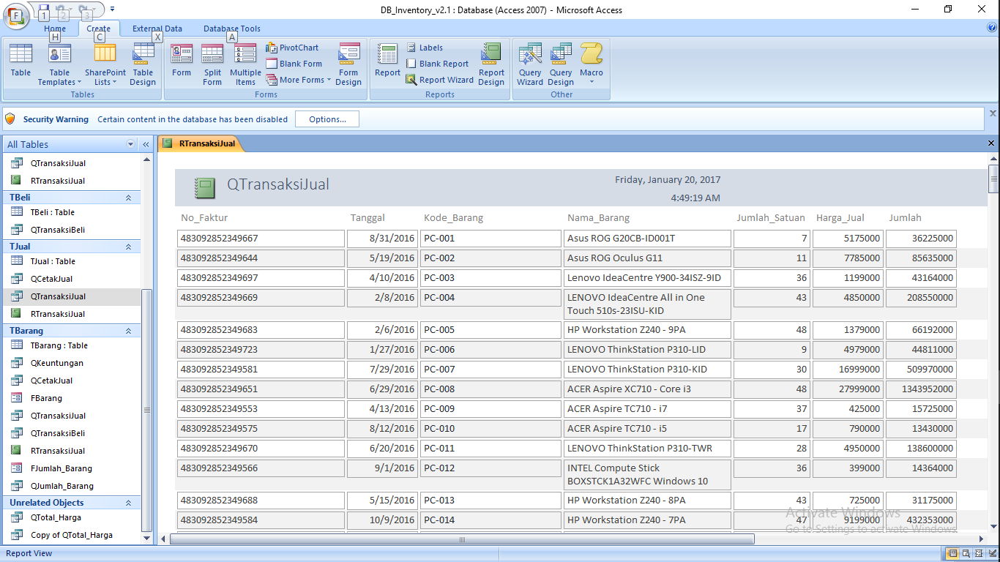 F
1
2
3
DB_Inventory_v2.1 : Database (Access 2007) - Microsoft Access
Home Create External Data Database Tools
H C X A
Table
Table Templates
SharePoint Lists
Table Design
Tables
Form
Split Form
Multiple Items
PivotChart
Blank Form
More Forms
Form Design
Forms
Report
Labels
Blank Report
Report Wizard
Report Design
Reports
Query Wizard
Query Design
Macro
Other
Security Warning Certain content in the database has been disabled Options...
All Tables
QTransaksiJual
RTransaksiJual
TBeli
TBeli : Table
QTransaksiBeli
TJual
TJual : Table
QCetakJual
QTransaksiJual
RTransaksiJual
TBarang
TBarang : Table
QKeuntungan
QCetakJual
FBarang
QTransaksiJual
QTransaksiBeli
RTransaksiJual
FJumlah_Barang
QJumlah_Barang
Unrelated Objects
QTotal_Harga
Copy of QTotal_Harga
RTransaksiJual
QTransaksiJual
Friday, January 20, 2017
4:49:19 AM
No_Faktur Tanggal Kode_Barang Nama_Barang Jumlah_Satuan Harga_Jual Jumlah
483092852349667 8/31/2016 PC-001 Asus ROG G20CB-ID001T 7 5175000 36225000
483092852349644 5/19/2016 PC-002 Asus ROG Oculus G11 11 7785000 85635000
483092852349697 4/10/2016 PC-003 Lenovo IdeaCentre Y900-34ISZ-9ID 36 1199000 43164000
483092852349669 2/8/2016 PC-004 LENOVO IdeaCentre All in One 43 4850000 208550000
Touch 510s-23ISU-KID
483092852349683 2/6/2016 PC-005 HP Workstation Z240 - 9PA 48 1379000 66192000
483092852349723 1/27/2016 PC-006 LENOVO ThinkStation P310-LID 9 4979000 44811000
483092852349581 7/29/2016 PC-007 LENOVO ThinkStation P310-KID 30 16999000 509970000
483092852349651 6/29/2016 PC-008 ACER Aspire XC710 - Core i3 48 27999000 1343952000
483092852349553 4/13/2016 PC-009 ACER Aspire TC710 - i7 37 425000 15725000
483092852349575 8/12/2016 PC-010 ACER Aspire TC710 - i5 17 790000 13430000
483092852349670 6/20/2016 PC-011 LENOVO ThinkStation P310-TWR 28 4950000 138600000
483092852349566 9/1/2016 PC-012 INTEL Compute Stick 36 399000 14364000
BOXSTCK1A32WFC Windows 10
483092852349688 5/15/2016 PC-013 HP Workstation Z240 - 8PA 43 725000 31175000
483092852349584 10/9/2016 PC-014 HP Workstation Z240 - 7PA 47 9199000 432353000
Activate Windows
Go to Settings to activate Windows.
Report View